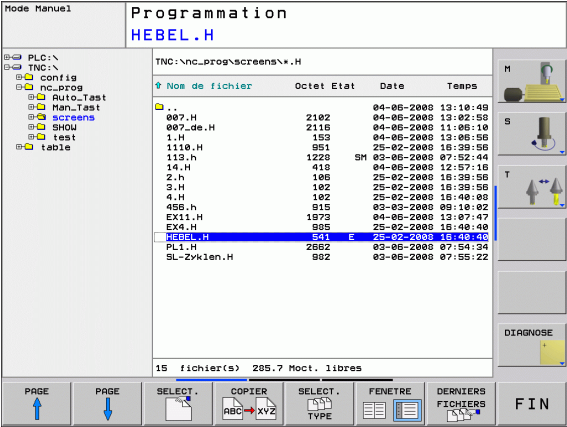 Mode Manuel
Programmation
HEBEL.H
PLC:\
TNC:\
config
nc_prog
Auto_Tast
Man_Tast
screens
SHOW
test
table
TNC:\nc_prog\screens\*.H
Nom de fichier Octet Etat Date Temps
.. 04-06-2008 13:10:49
007.H 2102 04-06-2008 13:02:58
007_de.H 2116 04-06-2008 11:06:10
1.H 153 04-06-2008 13:06:56
1110.H 951 25-02-2008 16:39:56
113.h 1228 SM 03-06-2008 07:52:44
14.H 418 04-06-2008 12:57:16
2.h 106 25-02-2008 16:39:56
3.H 102 25-02-2008 16:39:56
4.H 102 25-02-2008 16:40:08
456.h 915 03-03-2008 09:10:02
EX11.H 1973 04-06-2008 13:07:47
EX4.H 985 25-02-2008 16:40:40
HEBEL.H 541 E 25-02-2008 16:40:40
PL1.H 2662 03-06-2008 07:54:34
SL-Zyklen.H 982 03-06-2008 07:55:22
15 fichier(s) 285.7 Moct. libres
M
S
T
DIAGNOSE
PAGE
PAGE
SELECT.
COPIER
ABC XYZ
SELECT.
TYPE
FENETRE
DERNIERS
FICHIERS
FIN